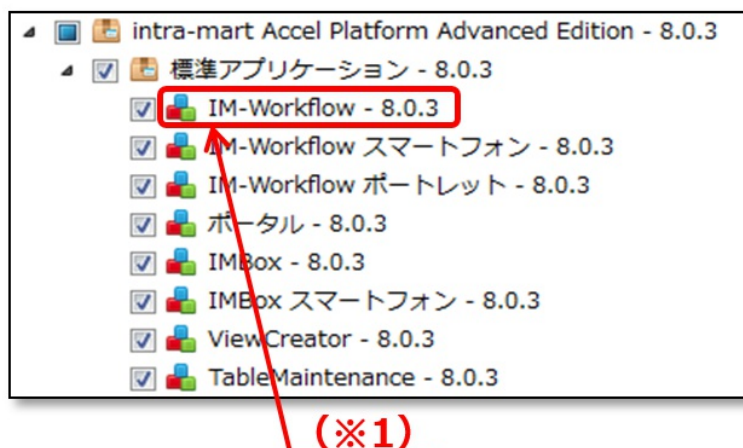 intra-mart Accel Platform Advanced Edition - 8.0.3
標準アプリケーション - 8.0.3
IM-Workflow - 8.0.3
IM-Workflow スマートフォン - 8.0.3
IM-Workflow ポートレット - 8.0.3
ポータル - 8.0.3
IMBox - 8.0.3
IMBox スマートフォン - 8.0.3
ViewCreator - 8.0.3
TableMaintenance - 8.0.3
（※1）